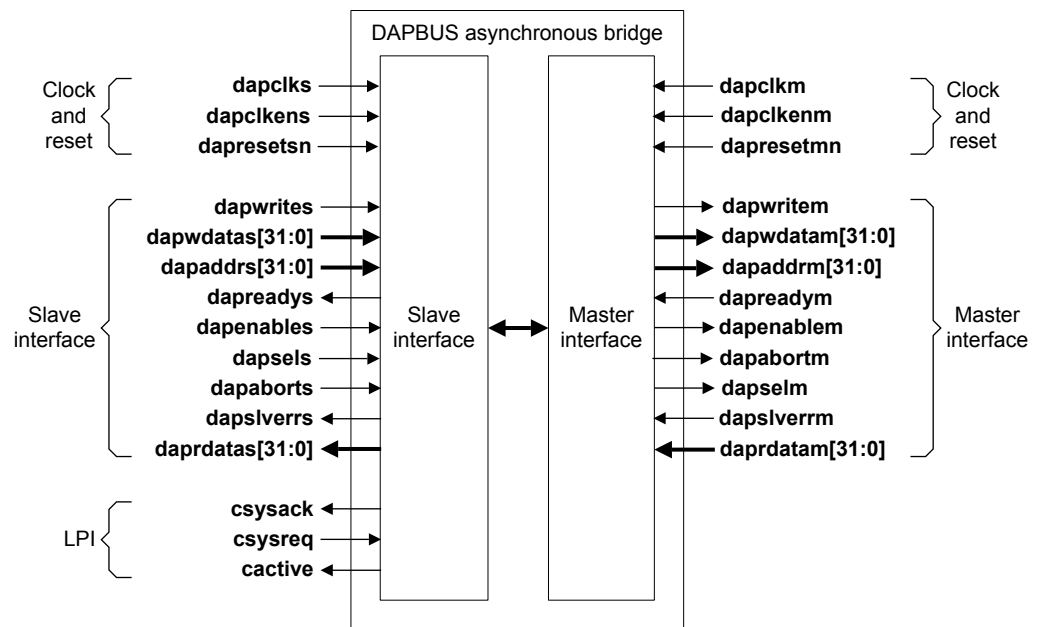 DAPBUS asynchronous bridge
Clock
and
reset
dapclks
dapclkens
dapresetsn
Slave
interface
dapwrites
dapwdatas[31:0]
dapaddrs[31:0]
dapreadys
dapenables
dapsels
dapaborts
dapslverrs
daprdatas[31:0]
LPI
csysack
csysreq
cactive
Slave
interface
Master
interface
dapclkm
dapclkenm
dapresetmn
Clock
and
reset
dapwritem
dapwdatam[31:0]
dapaddrm[31:0]
dapreadym
dapenablem
dapabortm
dapselm
dapslverrm
daprdatam[31:0]
Master
interface